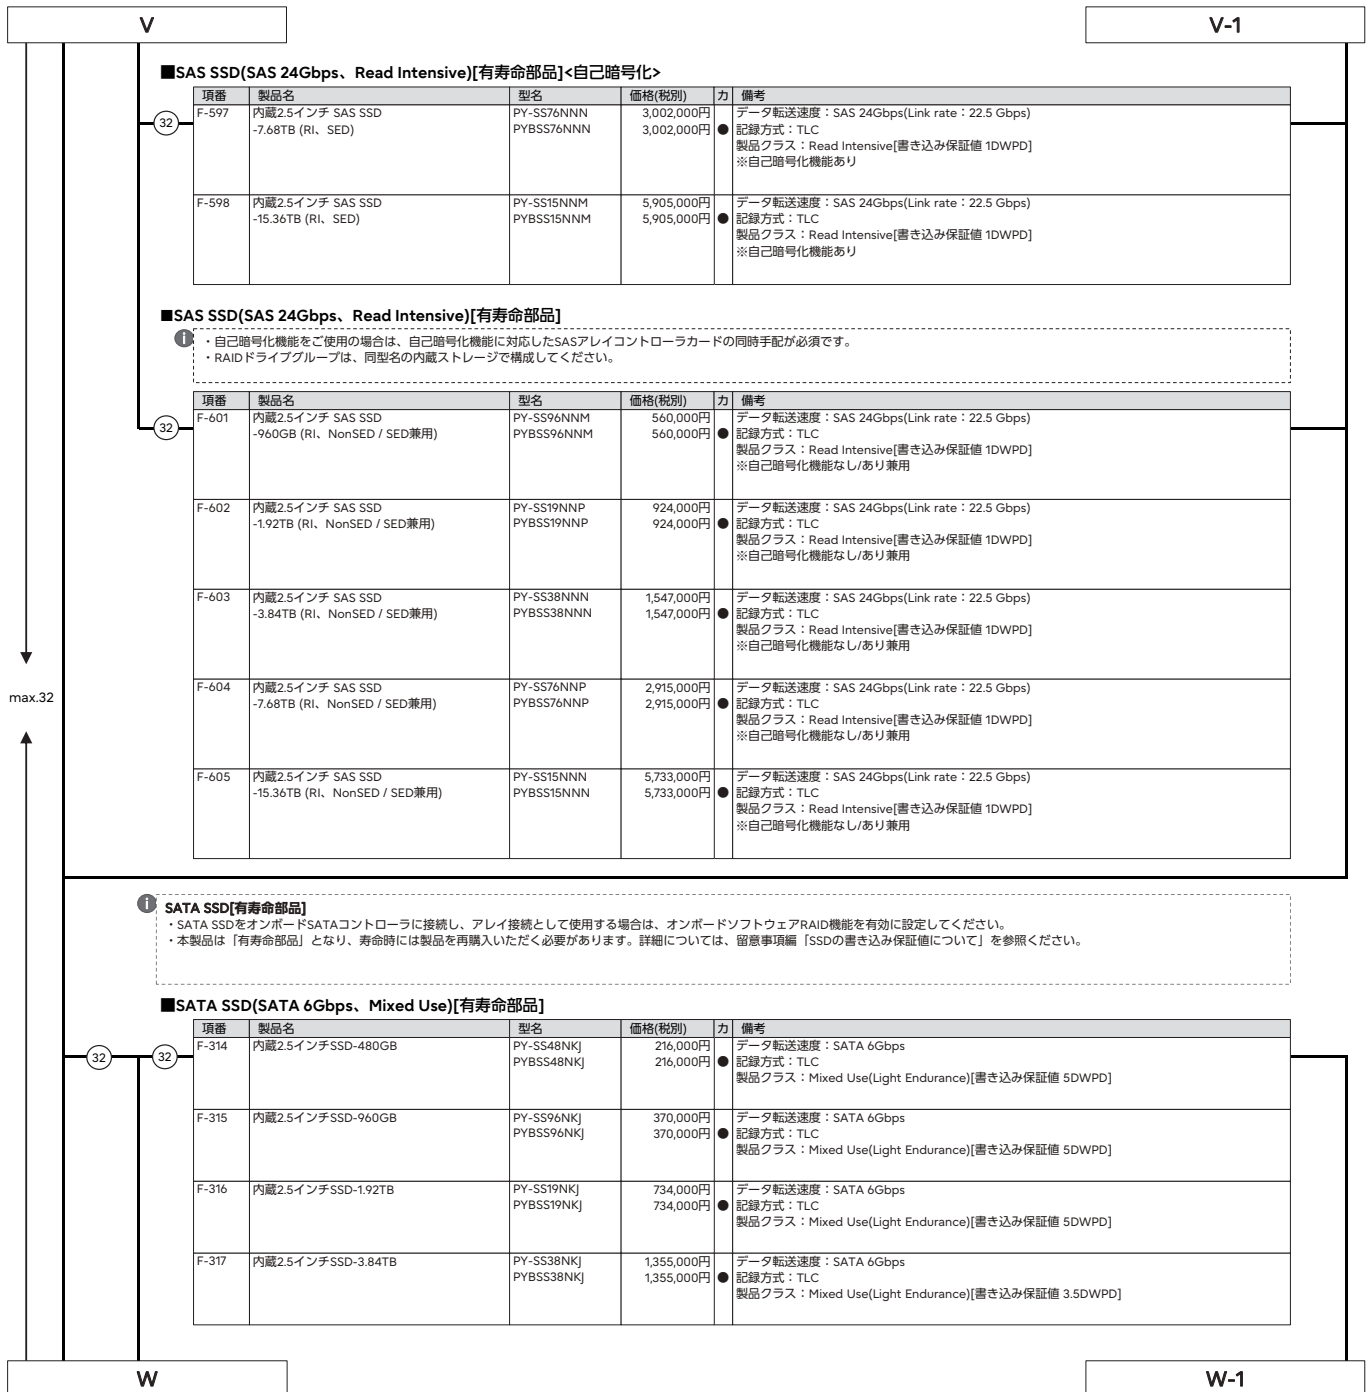 V
V-1
■SAS SSD(SAS 24Gbps、Read Intensive)[有寿命部品]<自己暗号化>
項番 製品名 型名 価格(税別) カ 備考
32
F-597 内蔵2.5インチ SAS SSD PY-SS76NNN 3,002,000円 データ転送速度：SAS 24Gbps(Link rate：22.5 Gbps)
-7.68TB (RI、SED) PYBSS76NNN 3,002,000円 ● 記録方式：TLC
製品クラス：Read Intensive[書き込み保証値 1DWPD]
※自己暗号化機能あり
F-598 内蔵2.5インチ SAS SSD PY-SS15NNM 5,905,000円 データ転送速度：SAS 24Gbps(Link rate：22.5 Gbps)
-15.36TB (RI、SED) PYBSS15NNM 5,905,000円 ● 記録方式：TLC
製品クラス：Read Intensive[書き込み保証値 1DWPD]
※自己暗号化機能あり
■SAS SSD(SAS 24Gbps、Read Intensive)[有寿命部品]
i
・自己暗号化機能をご使用の場合は、自己暗号化機能に対応したSASアレイコントローラカードの同時手配が必須です。
・RAIDドライブグループは、同型名の内蔵ストレージで構成してください。
項番 製品名 型名 価格(税別) カ 備考
32
F-601 内蔵2.5インチ SAS SSD PY-SS96NNM 560,000円 データ転送速度：SAS 24Gbps(Link rate：22.5 Gbps)
-960GB (RI、NonSED / SED兼用) PYBSS96NNM 560,000円 ● 記録方式：TLC
製品クラス：Read Intensive[書き込み保証値 1DWPD]
※自己暗号化機能なし/あり兼用
F-602 内蔵2.5インチ SAS SSD PY-SS19NNP 924,000円 データ転送速度：SAS 24Gbps(Link rate：22.5 Gbps)
-1.92TB (RI、NonSED / SED兼用) PYBSS19NNP 924,000円 ● 記録方式：TLC
製品クラス：Read Intensive[書き込み保証値 1DWPD]
※自己暗号化機能なし/あり兼用
F-603 内蔵2.5インチ SAS SSD PY-SS38NNN 1,547,000円 データ転送速度：SAS 24Gbps(Link rate：22.5 Gbps)
-3.84TB (RI、NonSED / SED兼用) PYBSS38NNN 1,547,000円 ● 記録方式：TLC
製品クラス：Read Intensive[書き込み保証値 1DWPD]
※自己暗号化機能なし/あり兼用
max.32
F-604 内蔵2.5インチ SAS SSD PY-SS76NNP 2,915,000円 データ転送速度：SAS 24Gbps(Link rate：22.5 Gbps)
-7.68TB (RI、NonSED / SED兼用) PYBSS76NNP 2,915,000円 ● 記録方式：TLC
製品クラス：Read Intensive[書き込み保証値 1DWPD]
※自己暗号化機能なし/あり兼用
F-605 内蔵2.5インチ SAS SSD PY-SS15NNN 5,733,000円 データ転送速度：SAS 24Gbps(Link rate：22.5 Gbps)
-15.36TB (RI、NonSED / SED兼用) PYBSS15NNN 5,733,000円 ● 記録方式：TLC
製品クラス：Read Intensive[書き込み保証値 1DWPD]
※自己暗号化機能なし/あり兼用
i
SATA SSD[有寿命部品]
・SATA SSDをオンボードSATAコントローラに接続し、アレイ接続として使用する場合は、オンボードソフトウェアRAID機能を有効に設定してください。
・本製品は「有寿命部品」となり、寿命時には製品を再購入いただく必要があります。詳細については、留意事項編「SSDの書き込み保証値について」を参照ください。
■SATA SSD(SATA 6Gbps、Mixed Use)[有寿命部品]
項番 製品名 型名 価格(税別) カ 備考
32
32
F-314 内蔵2.5インチSSD-480GB PY-SS48NKJ 216,000円 データ転送速度：SATA 6Gbps
PYBSS48NKJ 216,000円 ● 記録方式：TLC
製品クラス：Mixed Use(Light Endurance)[書き込み保証値 5DWPD]
F-315 内蔵2.5インチSSD-960GB PY-SS96NKJ 370,000円 データ転送速度：SATA 6Gbps
PYBSS96NKJ 370,000円 ● 記録方式：TLC
製品クラス：Mixed Use(Light Endurance)[書き込み保証値 5DWPD]
F-316 内蔵2.5インチSSD-1.92TB PY-SS19NKJ 734,000円 データ転送速度：SATA 6Gbps
PYBSS19NKJ 734,000円 ● 記録方式：TLC
製品クラス：Mixed Use(Light Endurance)[書き込み保証値 5DWPD]
F-317 内蔵2.5インチSSD-3.84TB PY-SS38NKJ 1,355,000円 データ転送速度：SATA 6Gbps
PYBSS38NKJ 1,355,000円 ● 記録方式：TLC
製品クラス：Mixed Use(Light Endurance)[書き込み保証値 3.5DWPD]
W
W-1